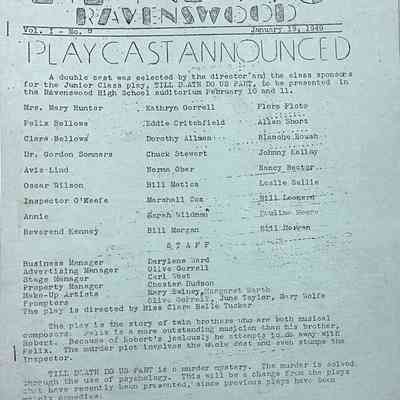 RAVENSWOOD
Vol. I - No. 8 January 19, 1949
PLAY CAST ANNOUNCED
A double cast was selected by the director and the class sponsors
for the Junior Class play, TILL DEATH DO US PART, to be presented in
the Ravenswood High School auditorium February 10 and 11.
Mrs. Mary Hunter Kathryn Gorrell Flora Flote
Felix Bellows Eddie Critchfield Allen Short
Clara Bellows Dorothy Allman Blanche Roush
Dr. Gordon Sommers Chuck Stewart Johnny Kelley
Avis Lind Norma Ober Nancy Rector
Oscar Wilson Bill Matics Leslie Sallie
Inspector O'Keefe Marshall Cox Bill Leonard
Annie Sarah Wildman Pauline Moore
Reverend Kenney Bill Morgan Bill Morgan
STAFF
Business Manager Darylene Ward
Advertising Manager Olive Gorrell
Stage Manager Carl West
Property Manager Chester Dudson
Make-Up Artists Mary Margaret Warth
Prompters Olive Gorrell, June Taylor, Mary Wolfe
The play is directed by Miss Clara Belle Tucker
The play is the story of twin brothers who are both musical
composers. Felix is a more outstanding musician than his brother,
Robert. Because of Robert's jealously he attempts to do away with
Felix. The murder plot involves the whole cast and even stumps the
Inspector.
TILL DEATH DO US PART is a murder mystery. The murder is solved
through the use of psychology. This will be a change from the plays
that have recently been presented, since previous plays have been
comedies.